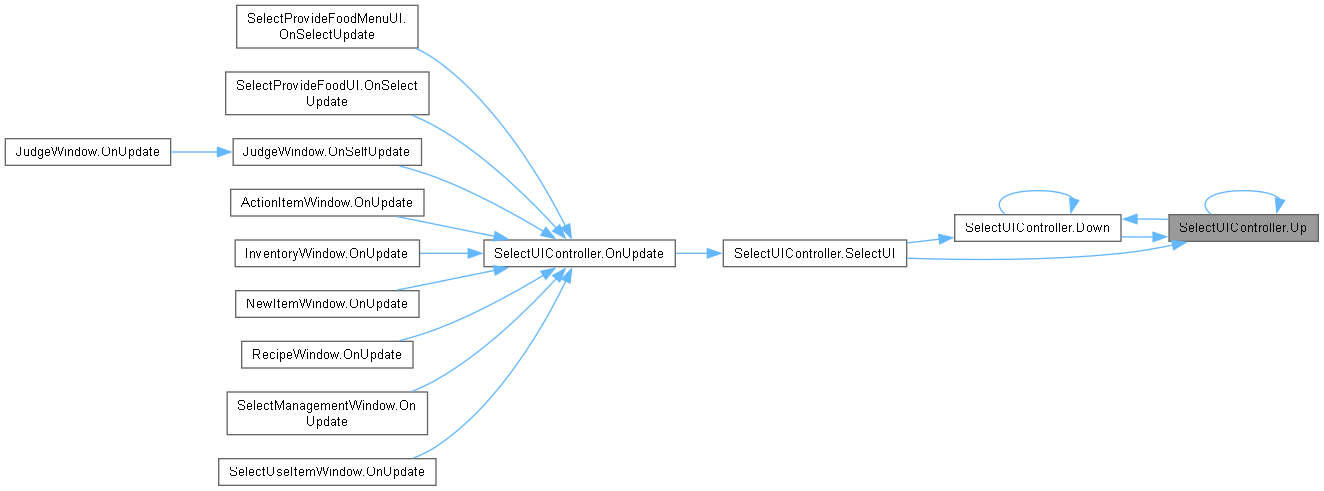 SelectProvideFoodMenuUI.
OnSelectUpdate
SelectProvideFoodUI.OnSelect
Update
JudgeWindow.OnUpdate
JudgeWindow.OnSelfUpdate
ActionItemWindow.OnUpdate
InventoryWindow.OnUpdate
NewItemWindow.OnUpdate
RecipeWindow.OnUpdate
SelectManagementWindow.On
Update
SelectUseItemWindow.OnUpdate
SelectUIController.OnUpdate
SelectUIController.SelectUI
SelectUIController.Down
SelectUIController.Up